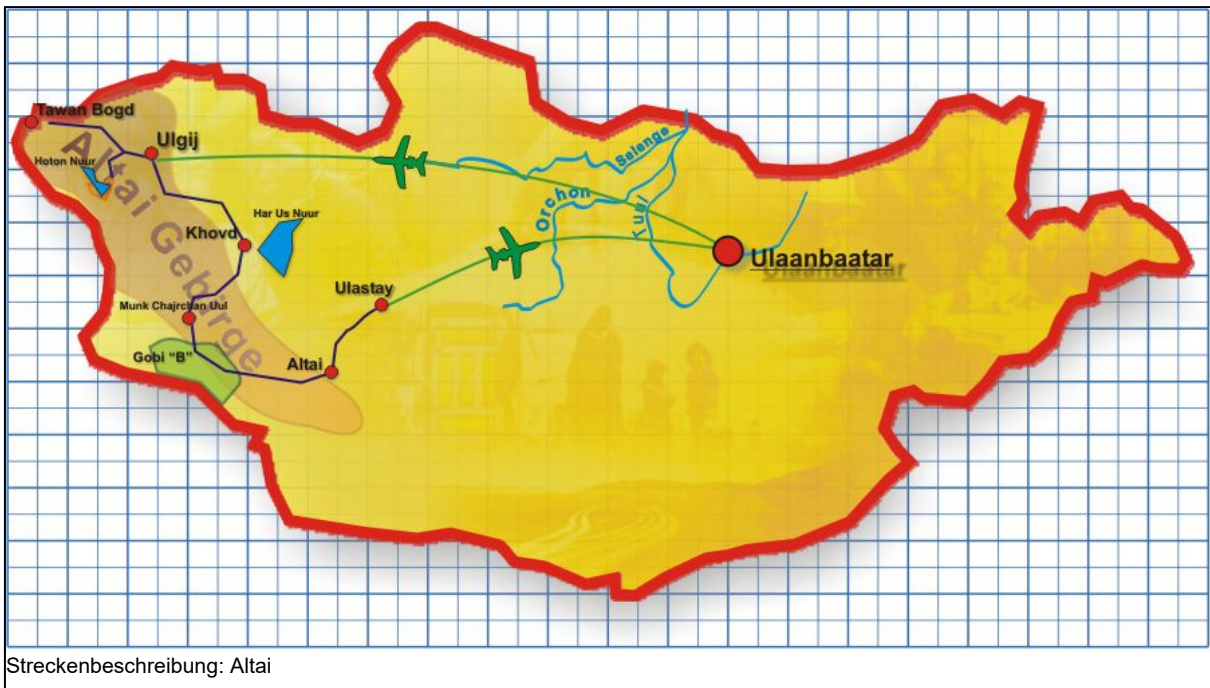 Tawan Bogd
Ulgij
Hoton Nuur
Altai Gebirge
Selenge
Orchon
Tuul
Har Us Nuur
Khovd
Ulaanbaatar
Ulastay
Munk Chajrchan Uul
Gobi "B"
Altai
Streckenbeschreibung: Altai